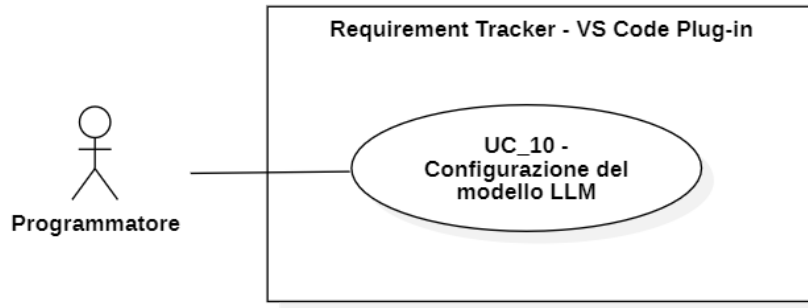 Requirement Tracker - VS Code Plug-in
UC_10 -
Configurazione del
modello LLM
Programmatore